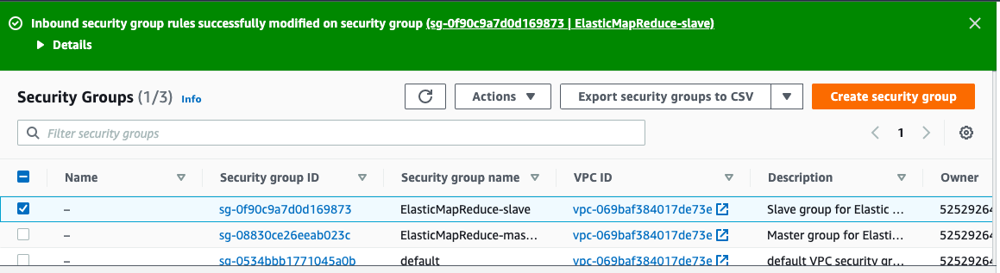 Inbound security group rules successfully modified on security group (sg-0f90c9a7d0d169873 | ElasticMapReduce-slave)
Details
Security Groups (1/3) Info
Actions
Export security groups to CSV
Create security group
Filter security groups
1
Name Security group ID Security group name VPC ID Description Owner
– sg-0f90c9a7d0d169873 ElasticMapReduce-slave vpc-069baf384017de73e Slave group for Elastic ... 52529264
– sg-08830ce26eeab023c ElasticMapReduce-mas... vpc-069baf384017de73e Master group for Elasti... 52529264
– sg-0534bbb1771045a0b default vpc-069baf384017de73e default VPC security gr... 52529264